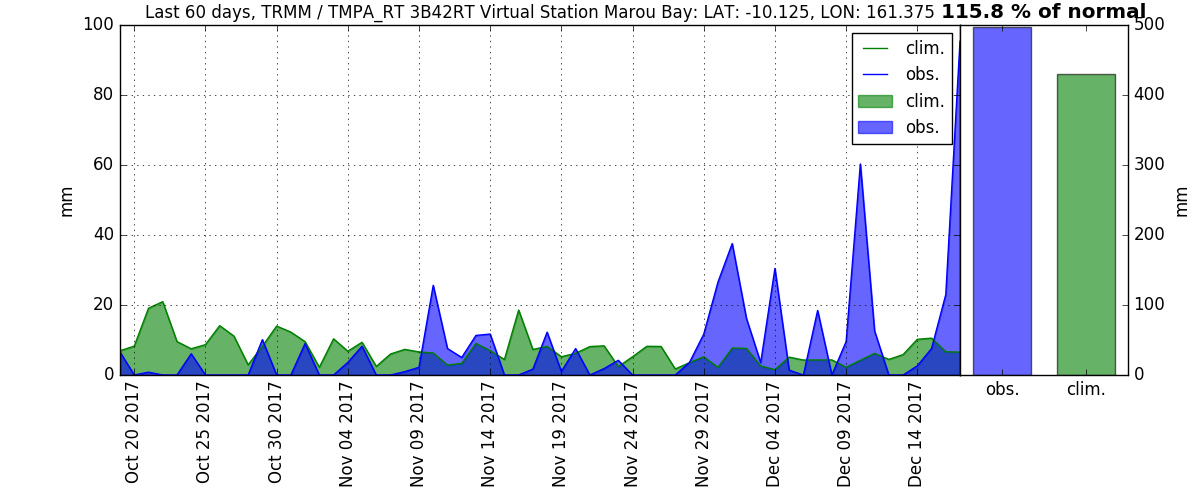 Last 60 days, TRMM / TMPA_RT 3B42RT Virtual Station Marou Bay: LAT: -10.125, LON: 161.375 115.8 % of normal
100
80
60
40
20
0
mm
clim.
obs.
clim.
obs.
500
400
300
200
100
0
mm
obs.
clim.
Oct 20 2017
Oct 25 2017
Oct 30 2017
Nov 04 2017
Nov 09 2017
Nov 14 2017
Nov 19 2017
Nov 24 2017
Nov 29 2017
Dec 04 2017
Dec 09 2017
Dec 14 2017